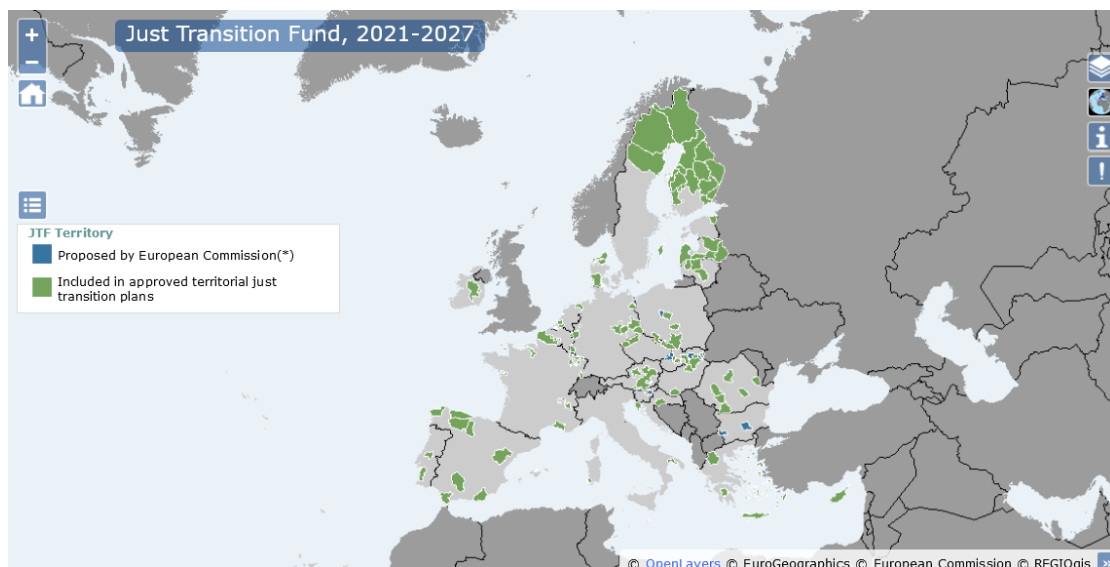 +
Just Transition Fund, 2021-2027
−
i
!
JTF Territory
Proposed by European Commission(*)
Included in approved territorial just
transition plans
© OpenLayers © EuroGeographics © European Commission © REGIOgis
»